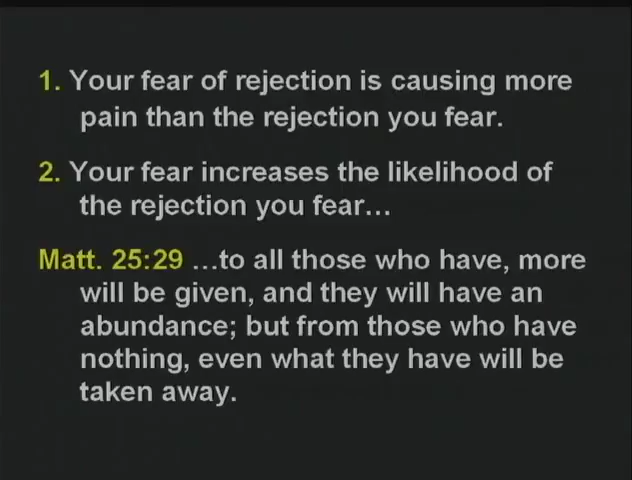 1. Your fear of rejection is causing more
pain than the rejection you fear.
2. Your fear increases the likelihood of
the rejection you fear…
Matt. 25:29 …to all those who have, more
will be given, and they will have an
abundance; but from those who have
nothing, even what they have will be
taken away.